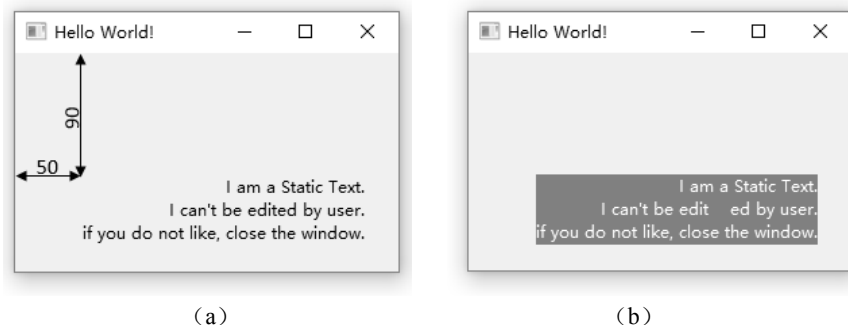 Hello World!
90
50
I am a Static Text.
I can't be edited by user.
if you do not like, close the window.
(a)
Hello World!
I am a Static Text.
I can't be edit ed by user.
if you do not like, close the window.
(b)